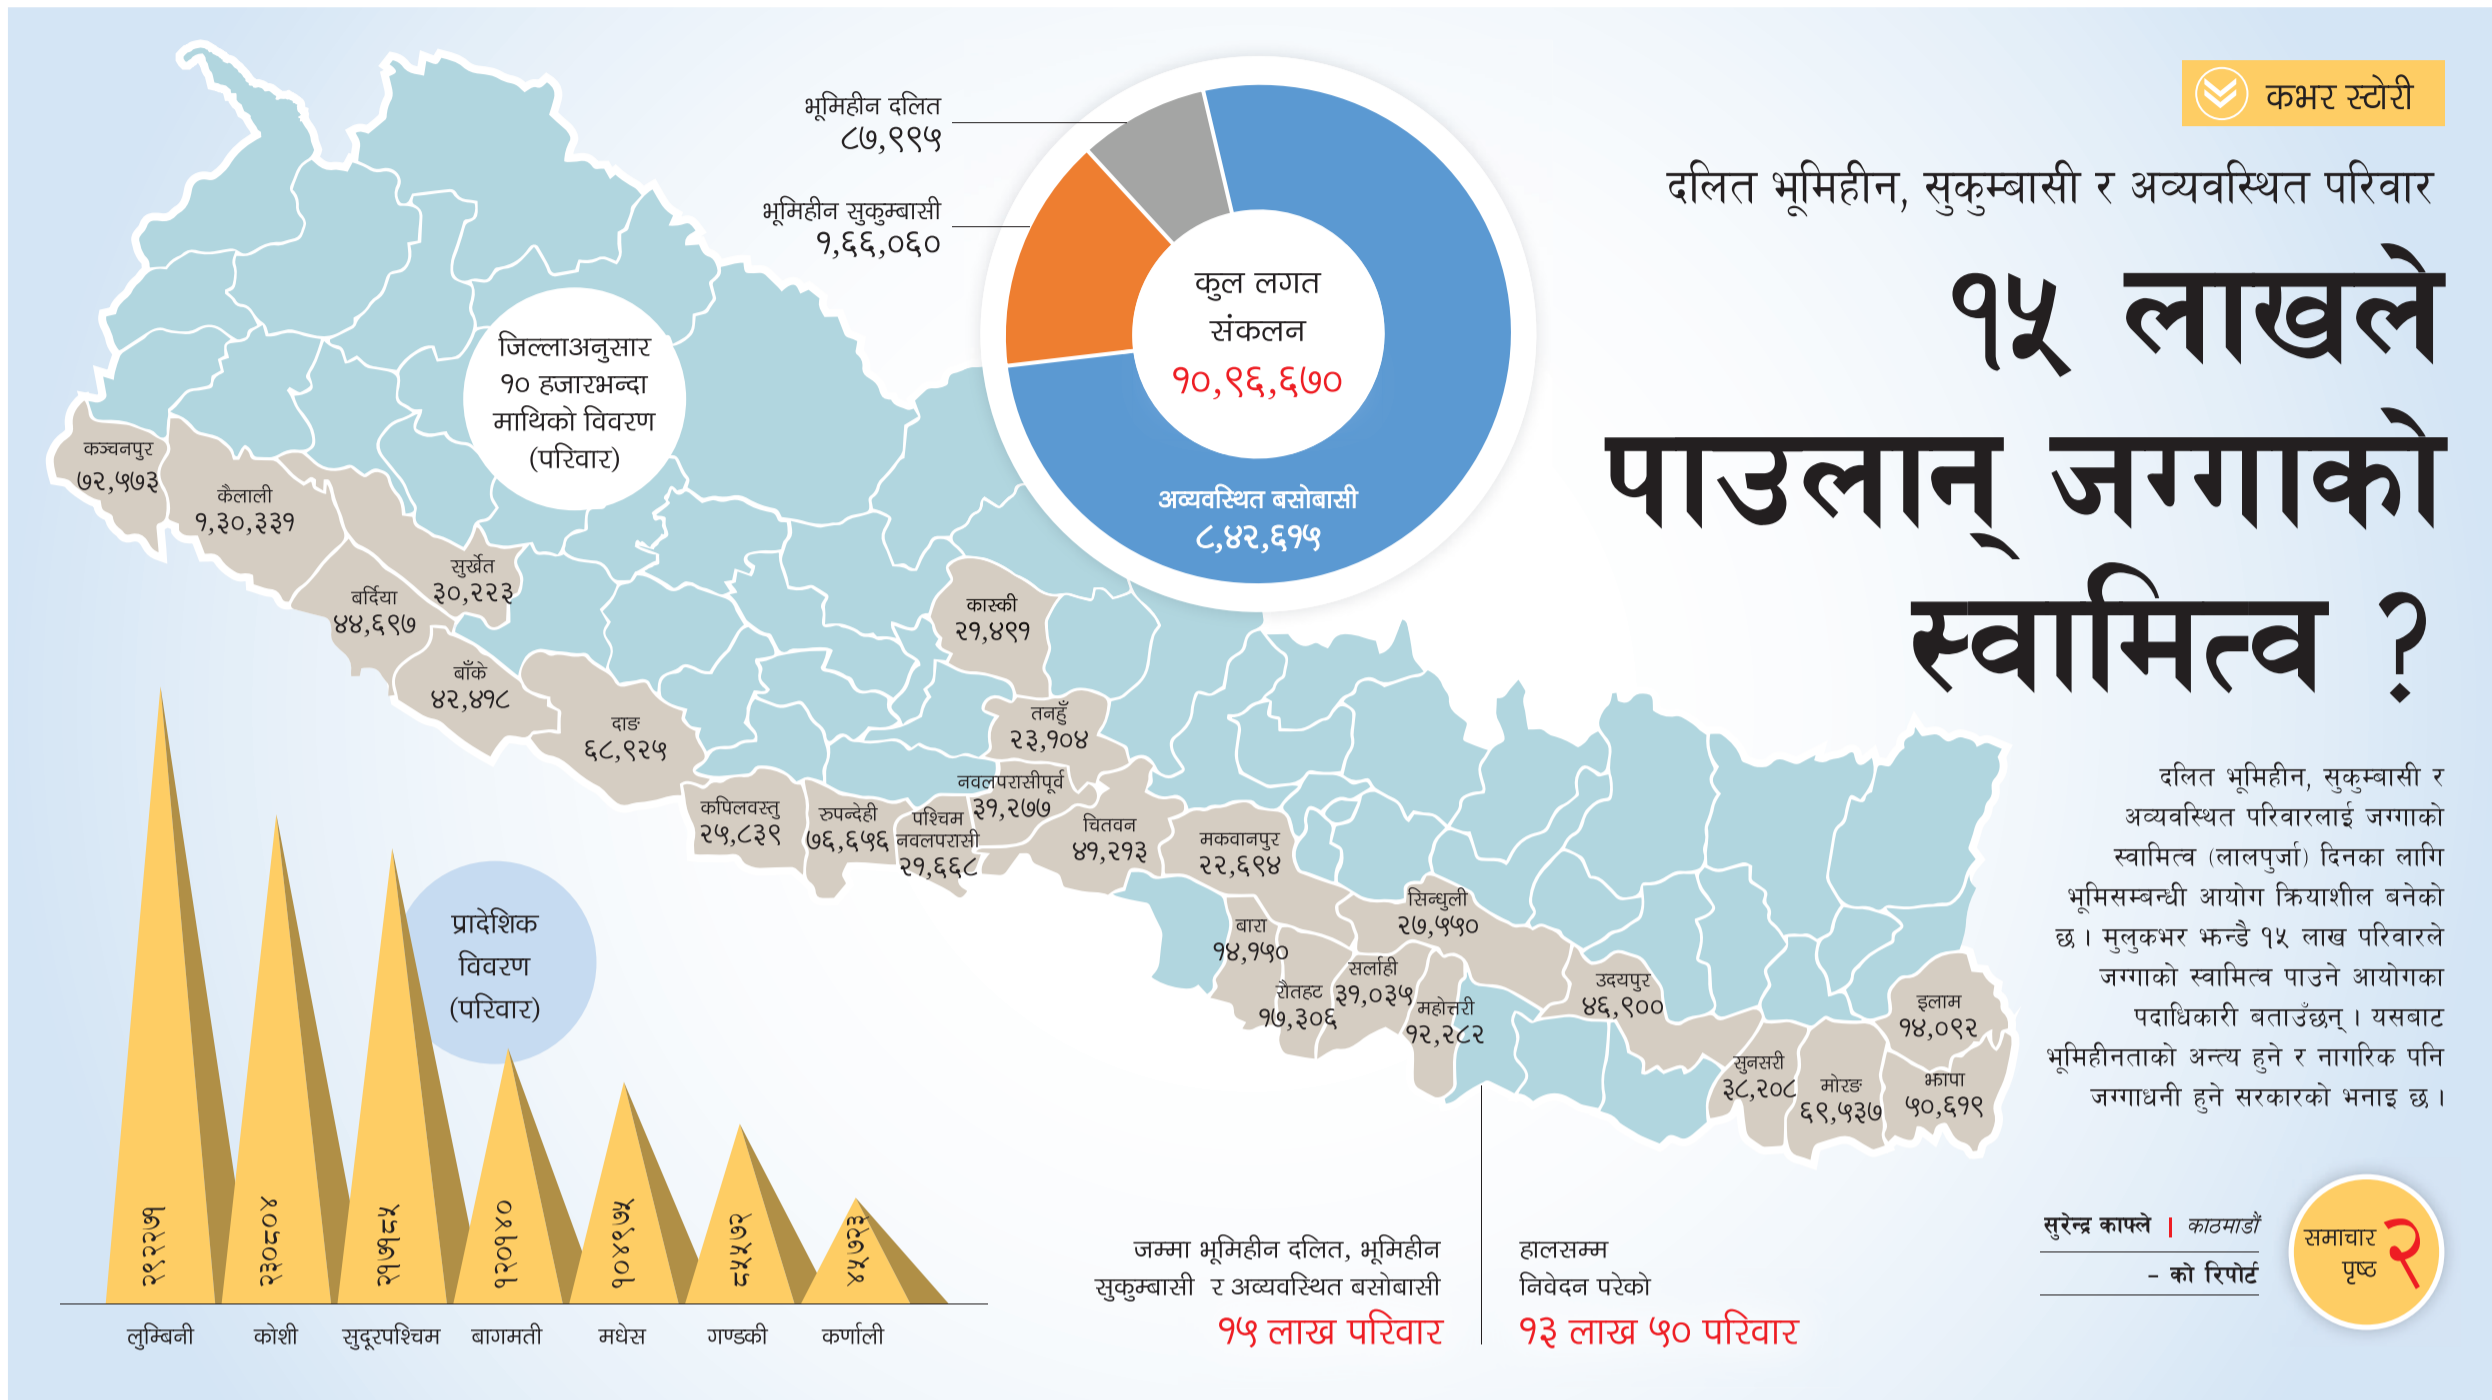 कभर स्टोरी
दलित भूमिहीन, सुकुम्बासी र अव्यवस्थित परिवार
१५ लाखले
पाउलान् जग्गाको
स्वामित्व ?
दलित भूमिहीन, सुकुम्बासी र
अव्यवस्थित परिवारलाई जग्गाको
स्वामित्व (लालपुर्जा) दिनका लागि
भूमिसम्बन्धी आयोग क्रियाशील बनेको
छ । मुलुकभर झन्डै १५ लाख परिवारले
जग्गाको स्वामित्व पाउने आयोगका
पदाधिकारी बताउँछन् । यसबाट
भूमिहीनताको अन्त्य हुने र नागरिक पनि
जग्गाधनी हुने सरकारको भनाइ छ ।
सुरेन्द्र काफ्ले | काठमाडौं
– को रिपोर्ट
समाचार
पृष्ठ
२
भूमिहीन दलित
८७,९९५
भूमिहीन सुकुम्बासी
१,६६,०६०
कुल लगत
संकलन
१०,९६,६७०
अव्यवस्थित बसोबासी
८,४२,६१५
जिल्लाअनुसार
१० हजारभन्दा
माथिको विवरण
(परिवार)
कञ्चनपुर
७२,५७३
कैलाली
१,३०,३३१
सुर्खेत
३०,२२३
बर्दिया
४४,६९७
बाँके
४२,४१८
दाङ
६८,९२५
कास्की
२१,४९१
तनहुँ
२३,१०४
कपिलवस्तु
२५,८३९
रुपन्देही
७६,६५६
पश्चिम
नवलपरासी
२१,६६८
नवलपरासीपूर्व
३१,२७७
चितवन
४१,२१३
मकवानपुर
२२,६९४
बारा
१४,१५०
रौतहट
१७,३०६
सर्लाही
३१,०३५
सिन्धुली
२७,५५०
महोत्तरी
१२,२८२
उदयपुर
४६,९००
सुनसरी
३८,२०८
मोरङ
६९,५३७
इलाम
१४,०९२
झापा
५०,६१९
प्रादेशिक
विवरण
(परिवार)
२९२२७१
२३०८०४
२१७१८५
१२०१४०
१०४९७५
८५५७२
४५७२३
लुम्बिनी
कोशी
सुदूरपश्चिम
बागमती
मधेस
गण्डकी
कर्णाली
जम्मा भूमिहीन दलित, भूमिहीन
सुकुम्बासी र अव्यवस्थित बसोबासी
१५ लाख परिवार
हालसम्म
निवेदन परेको
१३ लाख ५० परिवार